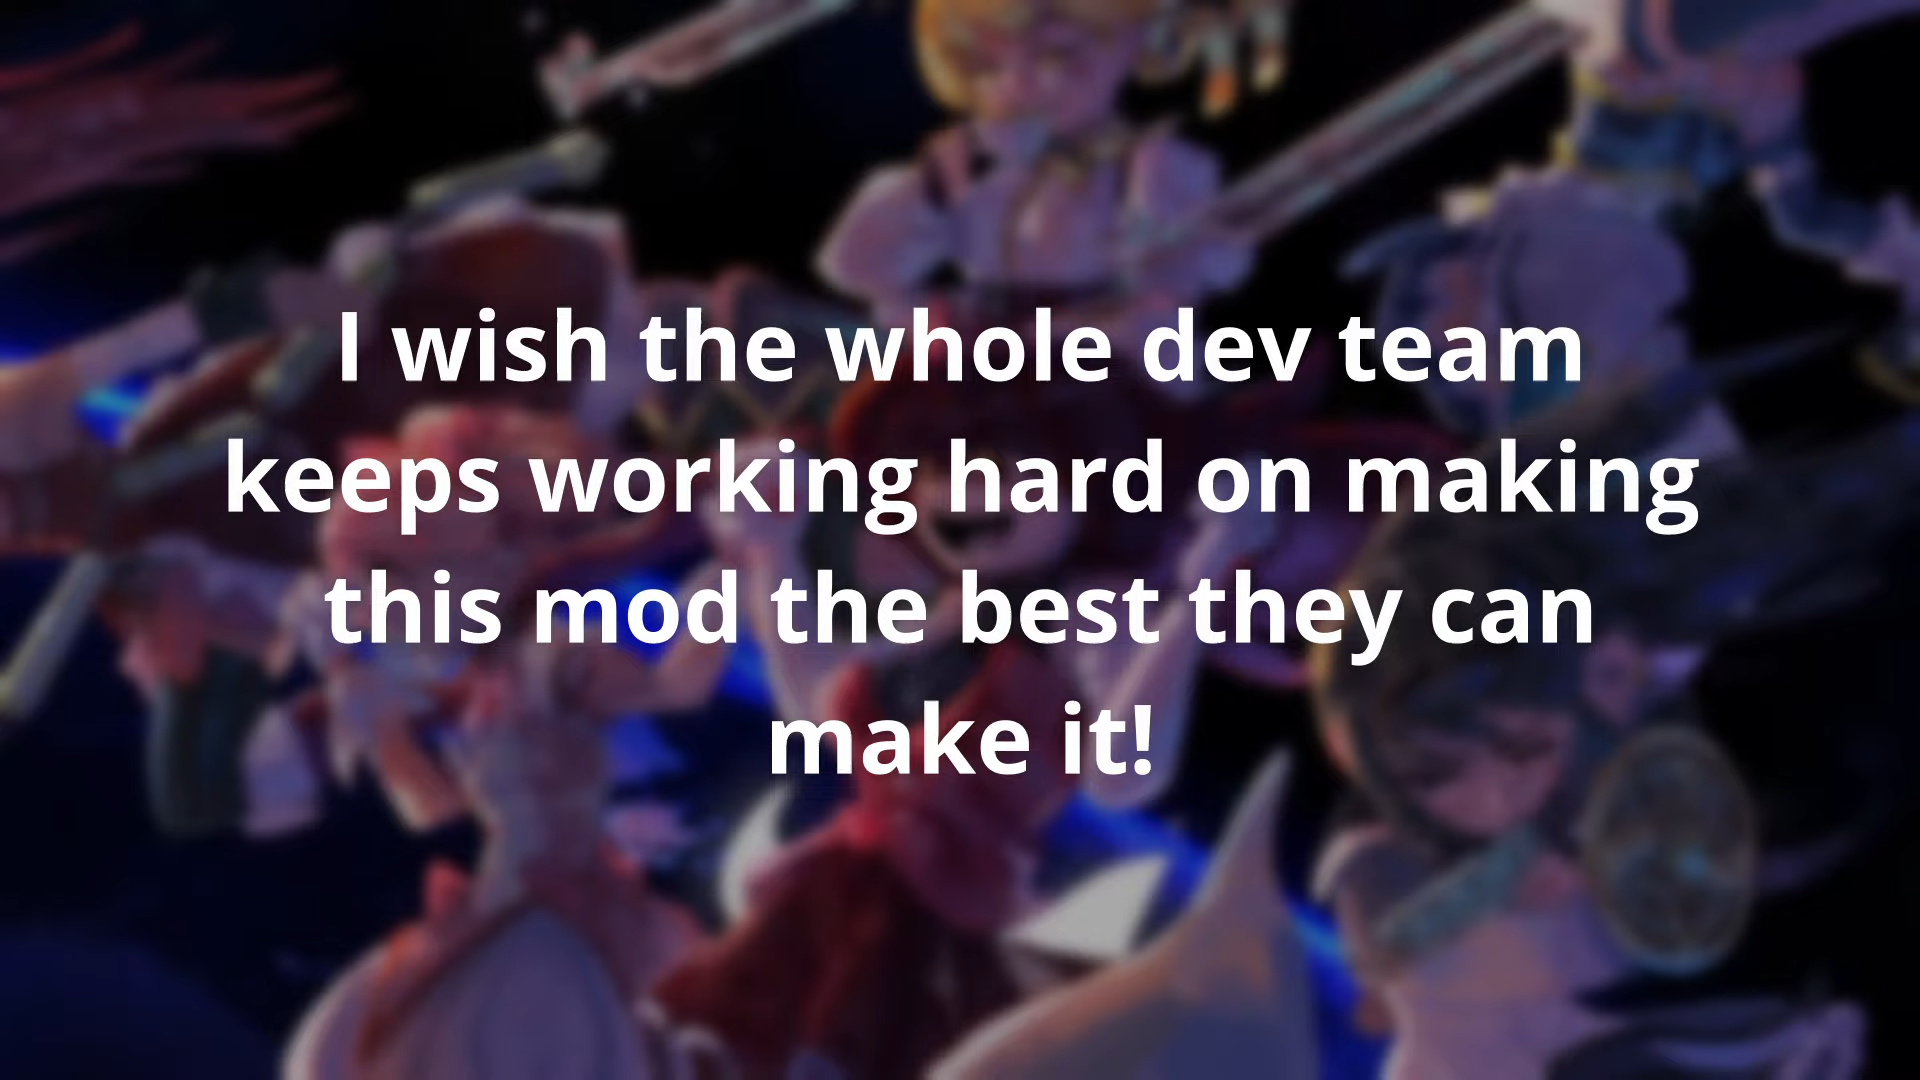 I wish the whole dev team
keeps working hard on making
this mod the best they can
make it!